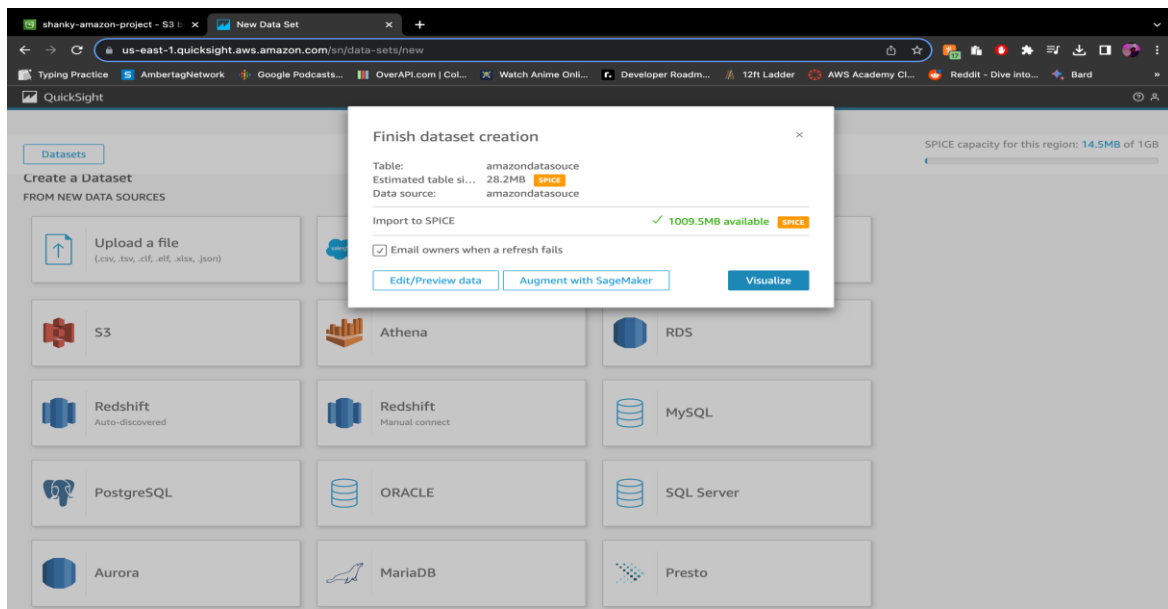 shanky-amazon-project - S3 b
New Data Set
us-east-1.quicksight.aws.amazon.com/sn/data-sets/new
Typing Practice
AmbertagNetwork
Google Podcasts...
OverAPI.com | Col...
Watch Anime Onli...
Developer Roadm...
12ft Ladder
AWS Academy Cl...
Reddit - Dive into...
Bard
QuickSight
Datasets
SPICE capacity for this region: 14.5MB of 1GB
Create a Dataset
FROM NEW DATA SOURCES
Finish dataset creation
Table: amazondatasouce
Estimated table si... 28.2MB SPICE
Data source: amazondatasouce
Import to SPICE 1009.5MB available SPICE
Email owners when a refresh fails
Edit/Preview data
Augment with SageMaker
Visualize
Upload a file
(.csv, .tsv, .clf, .elf, .xlsx, .json)
S3
Athena
RDS
Redshift
Auto-discovered
Redshift
Manual connect
MySQL
PostgreSQL
ORACLE
SQL Server
Aurora
MariaDB
Presto